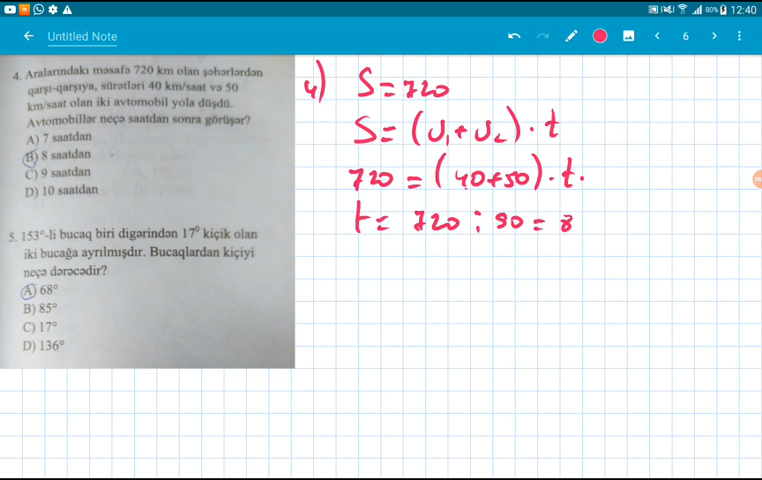 80% 12:40
Untitled Note
6
4. Aralarındakı məsafə 720 km olan şəhərlərdən
qarşı-qarşıya, sürətləri 40 km/saat və 50
km/saat olan iki avtomobil yola düşdü.
Avtomobillər neçə saatdan sonra görüşər?
A) 7 saatdan
B) 8 saatdan
C) 9 saatdan
D) 10 saatdan
5. 153°-li bucaq biri digərindən 17⁰ kiçik olan
iki bucağa ayrılmışdır. Bucaqlardan kiçiyi
neçə dərəcədir?
A) 68°
B) 85°
C) 17°
D) 136°
4) S=720
S=(υ₁+υ₂)·t
720=(40+50)·t.
t=720:90=8